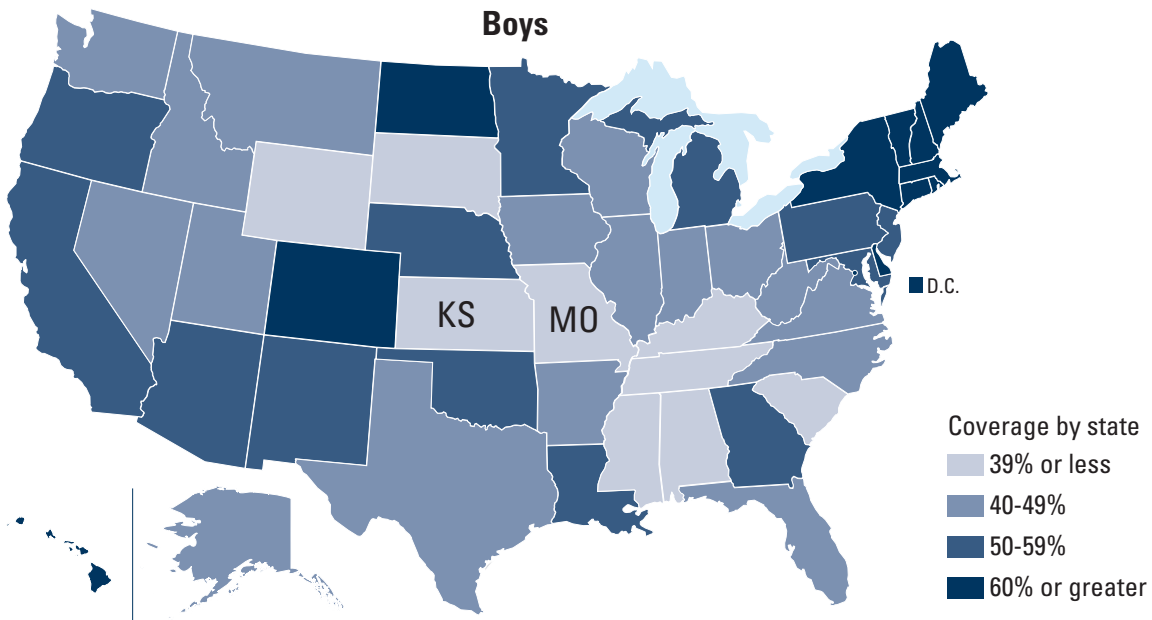 Boys
D.C.
KS
MO
Coverage by state
39% or less
40-49%
50-59%
60% or greater